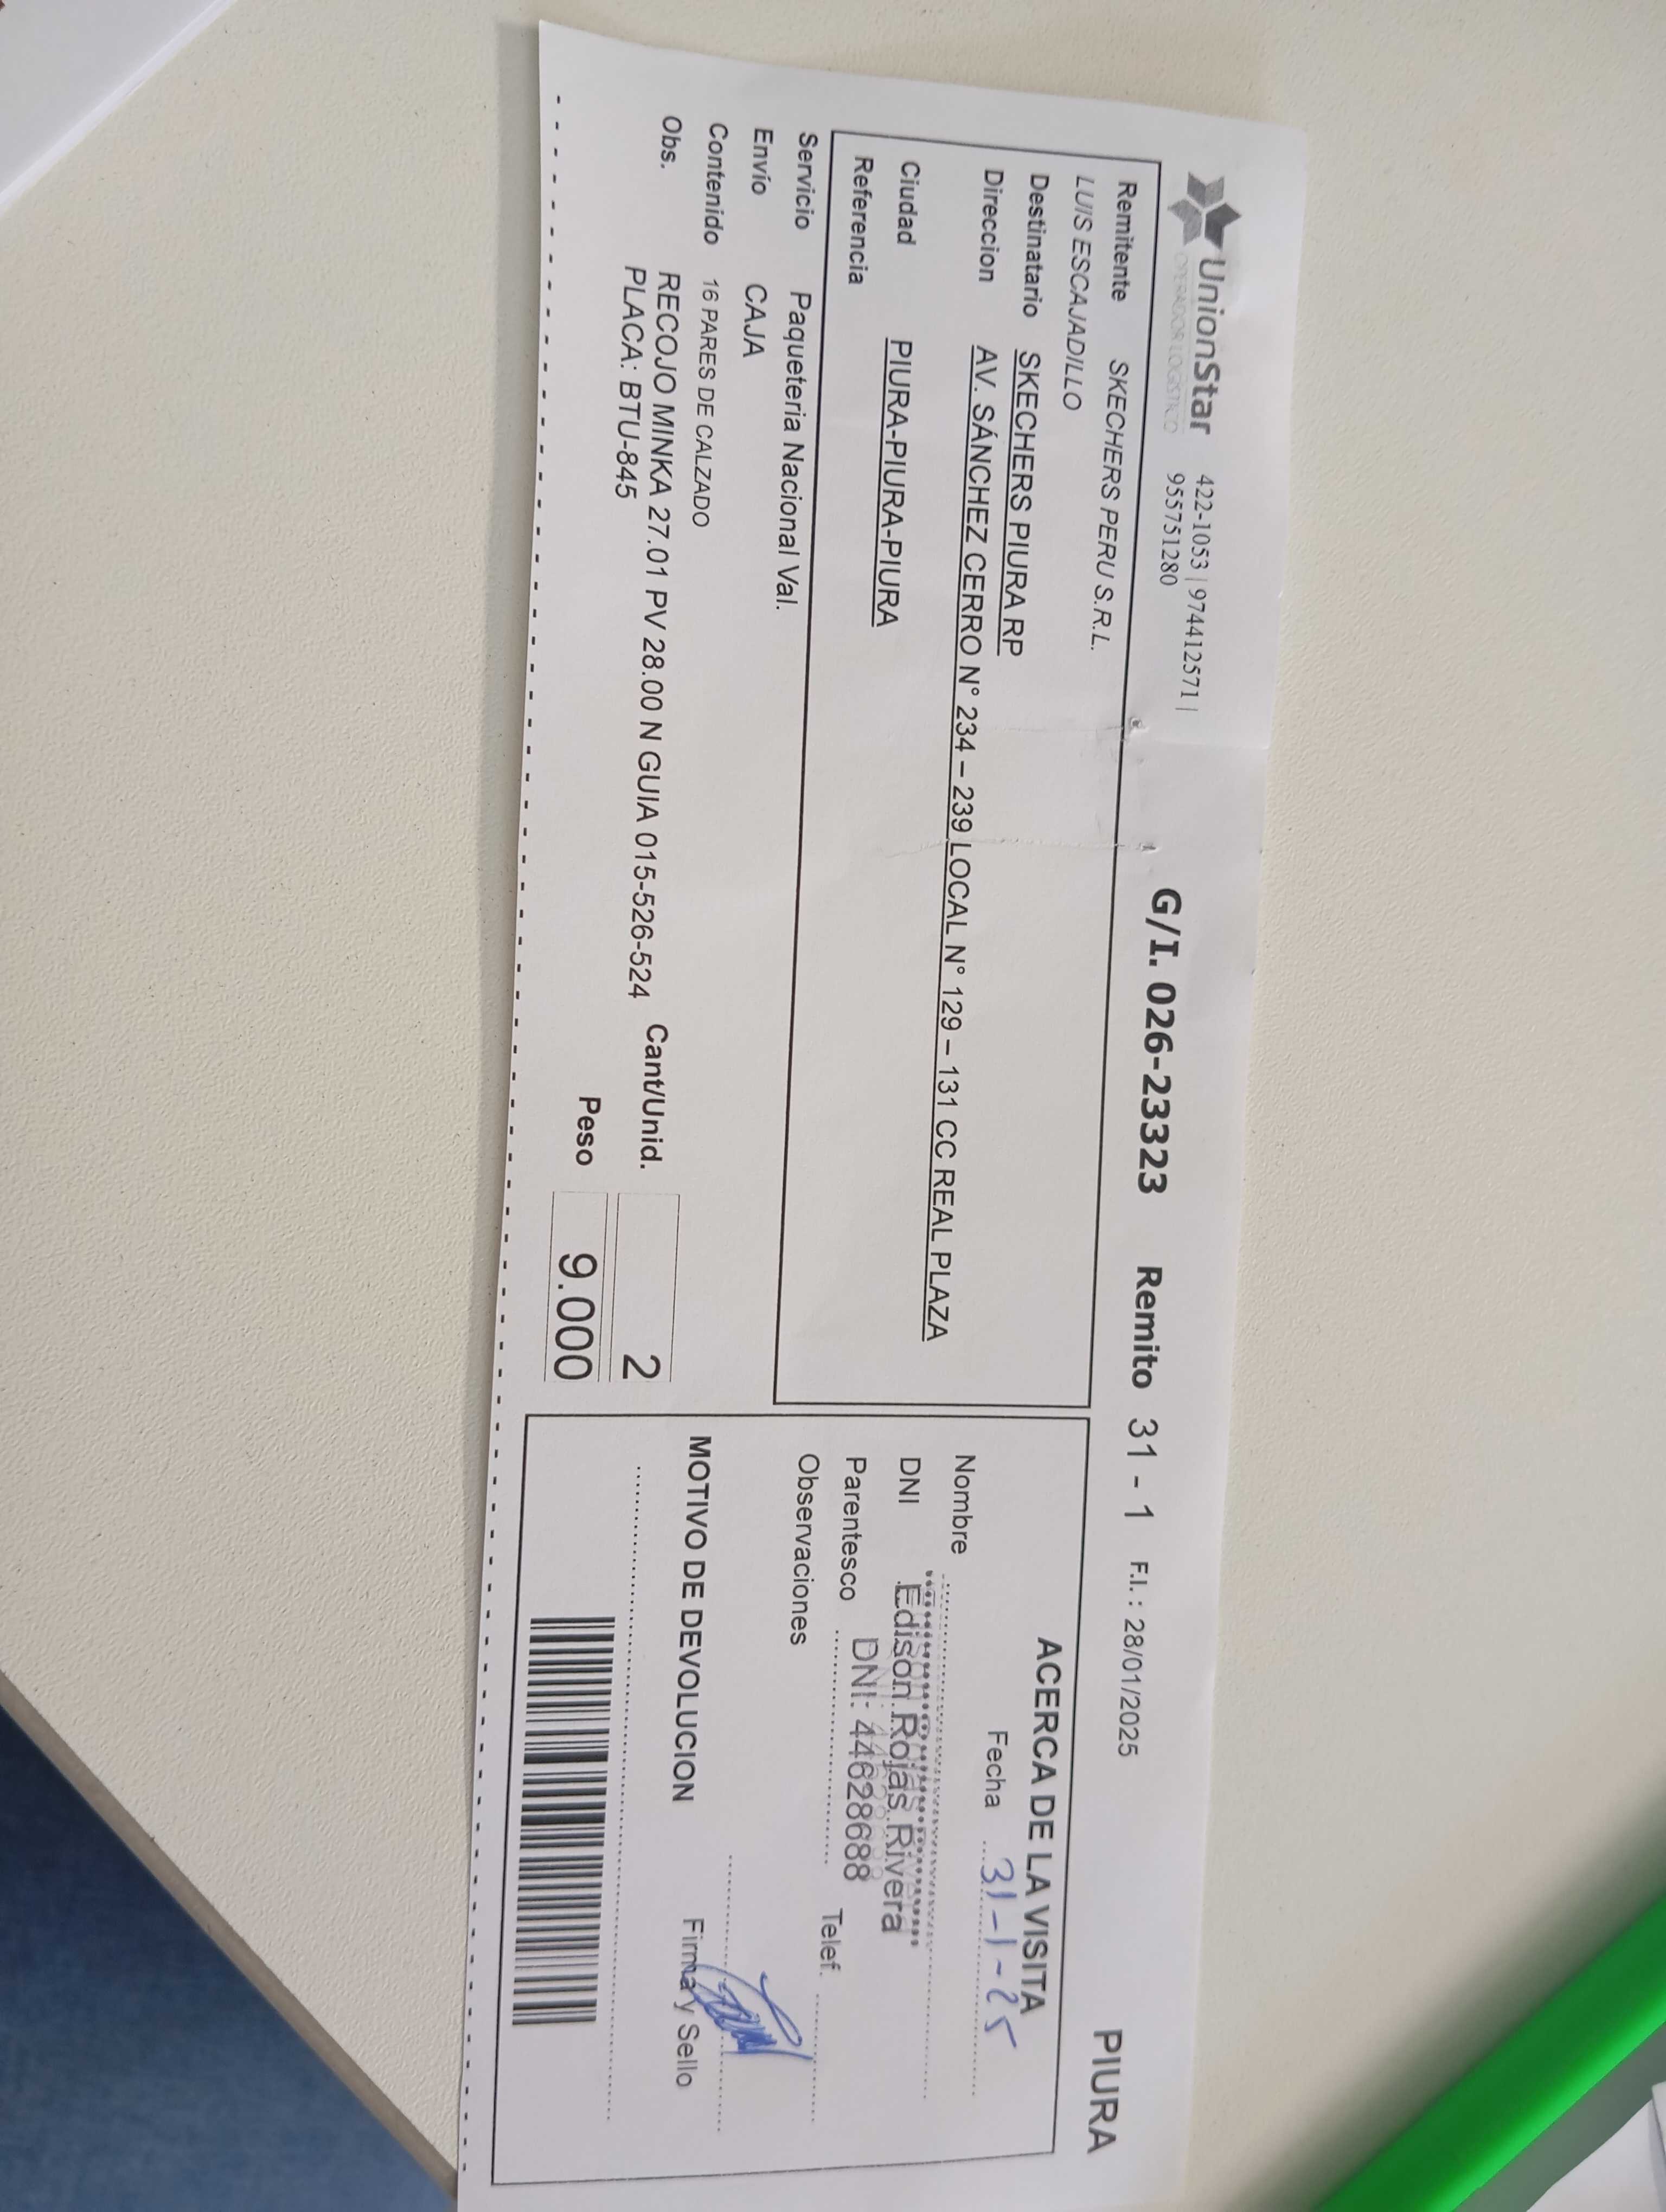 UnionStar
OPERADOR LOGISTICO
422-1053 | 974412571 |
955751280
G/I. 026-23323 Remito 31 - 1 F.I. : 28/01/2025 PIURA
Remitente SKECHERS PERU S.R.L.
LUIS ESCAJADILLO
Destinatario SKECHERS PIURA RP
Direccion AV. SÁNCHEZ CERRO N° 234 – 239 LOCAL N° 129 – 131 CC REAL PLAZA
Ciudad PIURA-PIURA-PIURA
Referencia
Servicio Paqueteria Nacional Val.
Envío CAJA
Contenido 16 PARES DE CALZADO
Obs. RECOJO MINKA 27.01 PV 28.00 N GUIA 015-526-524
PLACA: BTU-845
Cant/Unid. 2
Peso 9.000
ACERCA DE LA VISITA
Fecha 31-1-25
Nombre
DNI Edison Rojas Rivera
Parentesco DNI: 44628688 Telef.
Observaciones
MOTIVO DE DEVOLUCION Firma y Sello